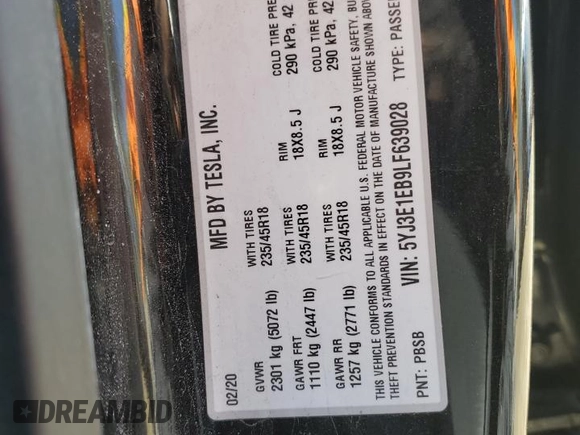 MFD BY TESLA, INC.
02/20
GVWR
2301 kg (5072 lb)
GAWR FRT
1110 kg (2447 lb)
WITH TIRES
235/45R18
RIM
18X8.5 J
COLD TIRE PRE
290 kPa, 42
GAWR RR
1257 kg (2771 lb)
WITH TIRES
235/45R18
RIM
18X8.5 J
COLD TIRE PR
290 kPa, 42
THIS VEHICLE CONFORMS TO ALL APPLICABLE U.S. FEDERAL MOTOR VEHICLE SAFETY, BU
THEFT PREVENTION STANDARDS IN EFFECT ON THE DATE OF MANUFACTURE SHOWN ABOV
VIN: 5YJ3E1EB9LF639028
TYPE: PASSE
PNT: PBSB
DREAMBID